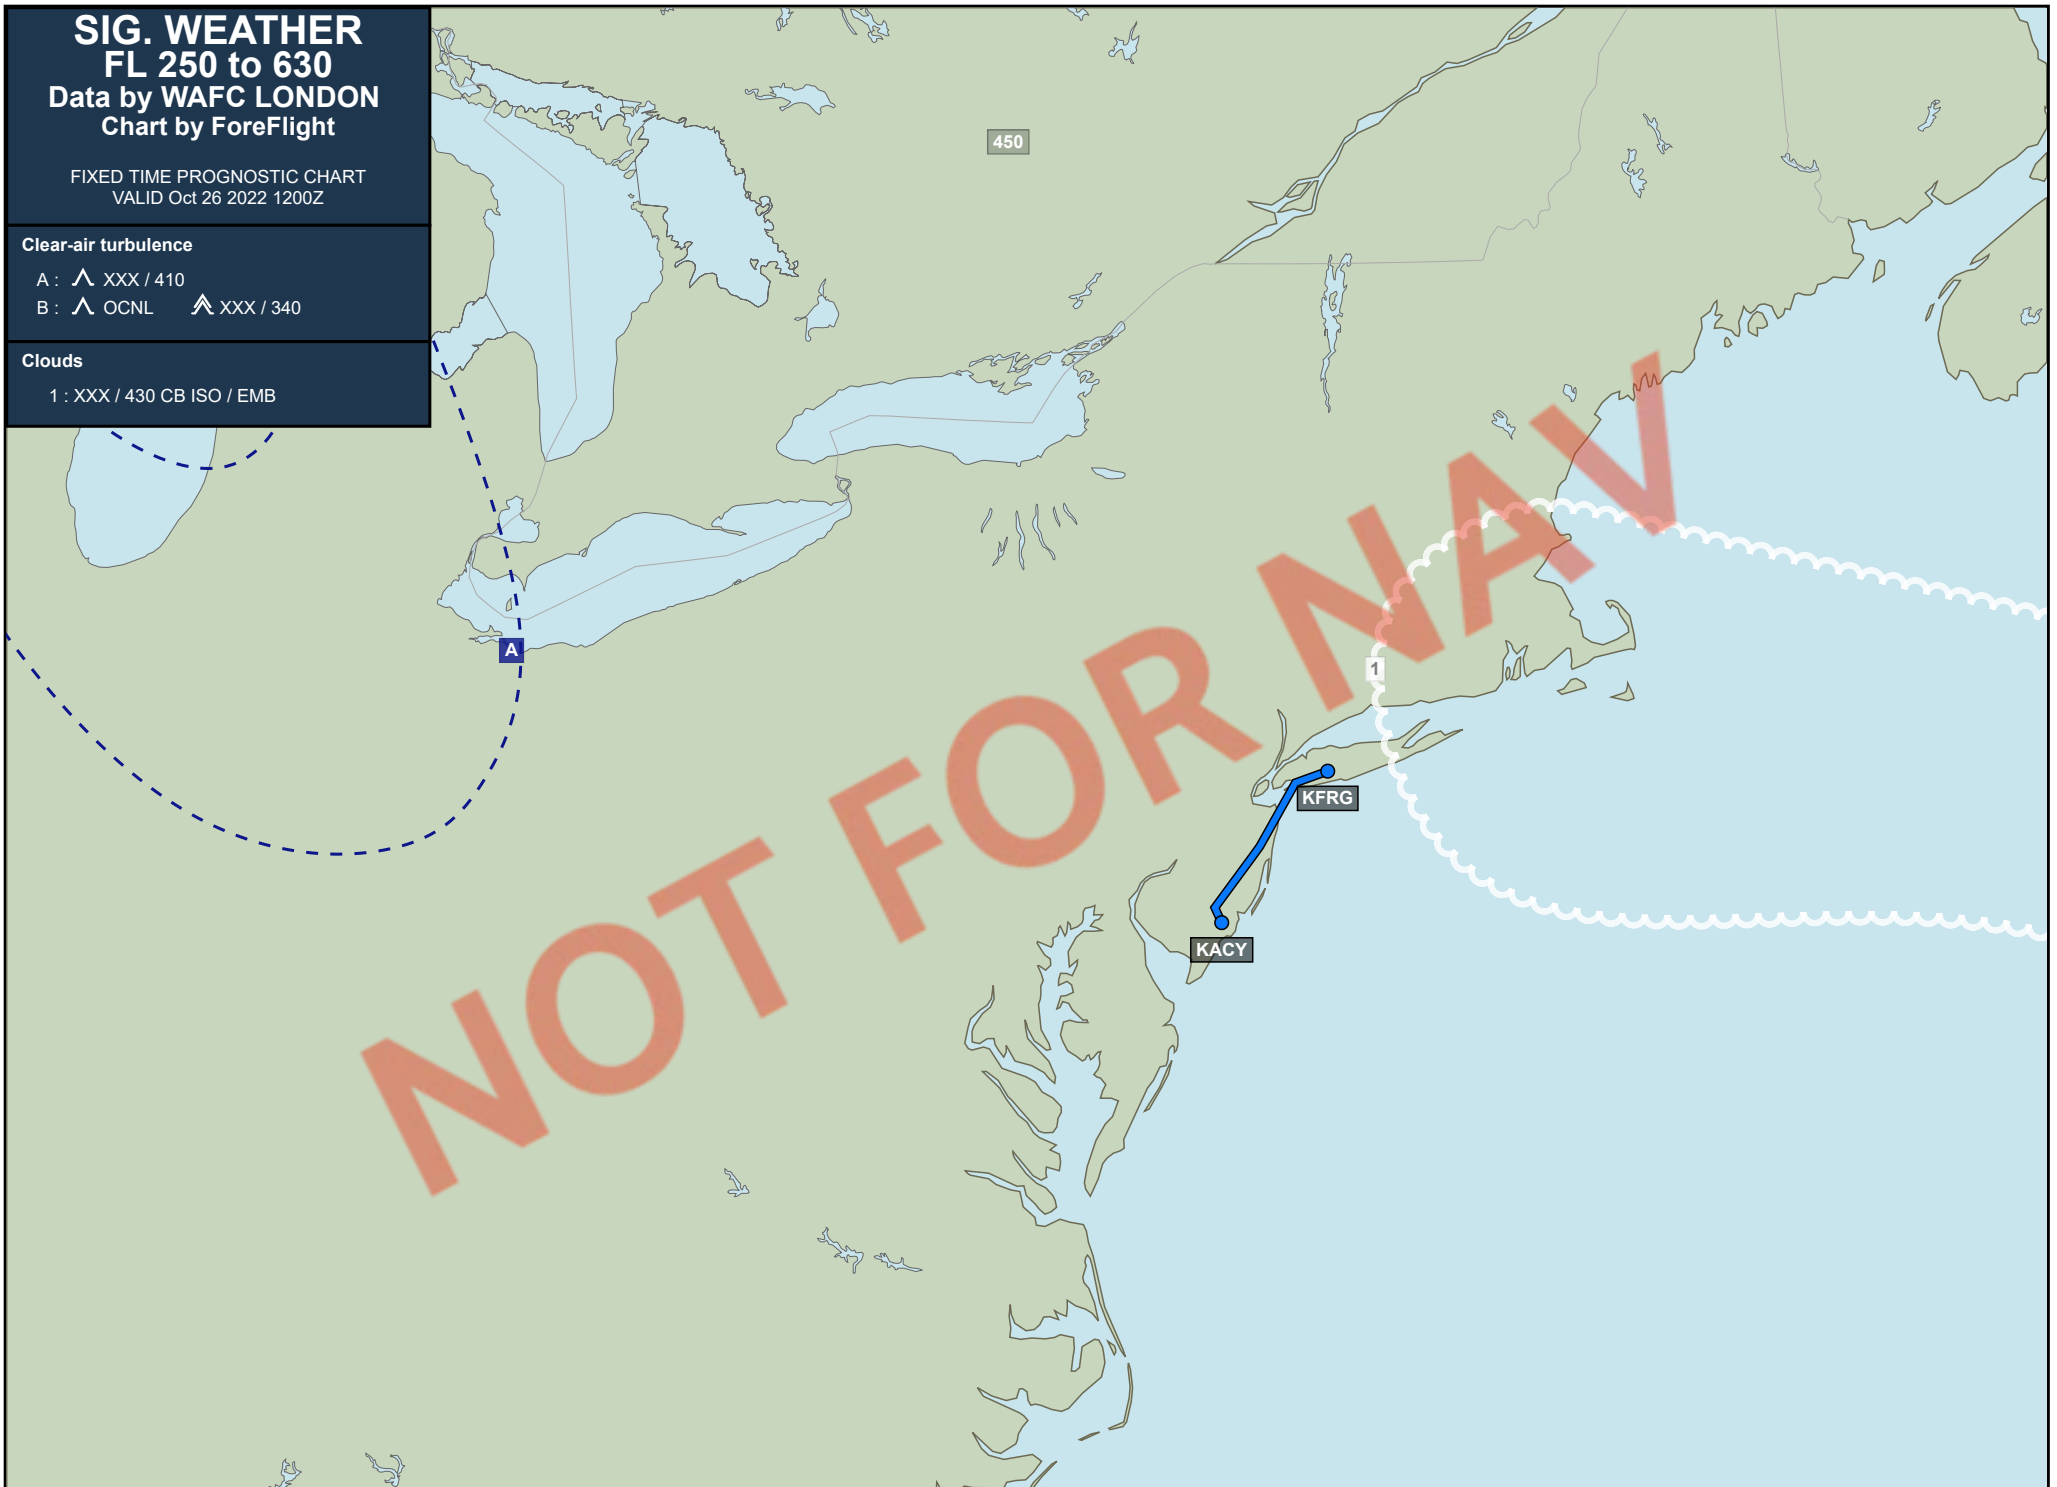 SIG. WEATHER
FL 250 to 630
Data by WAFC LONDON
Chart by ForeFlight
FIXED TIME PROGNOSTIC CHART
VALID Oct 26 2022 1200Z
Clear-air turbulence
A : XXX / 410
B : OCNL XXX / 340
Clouds
1 : XXX / 430 CB ISO / EMB
450
A
1
KFRG
KACY
NOT FOR NAV